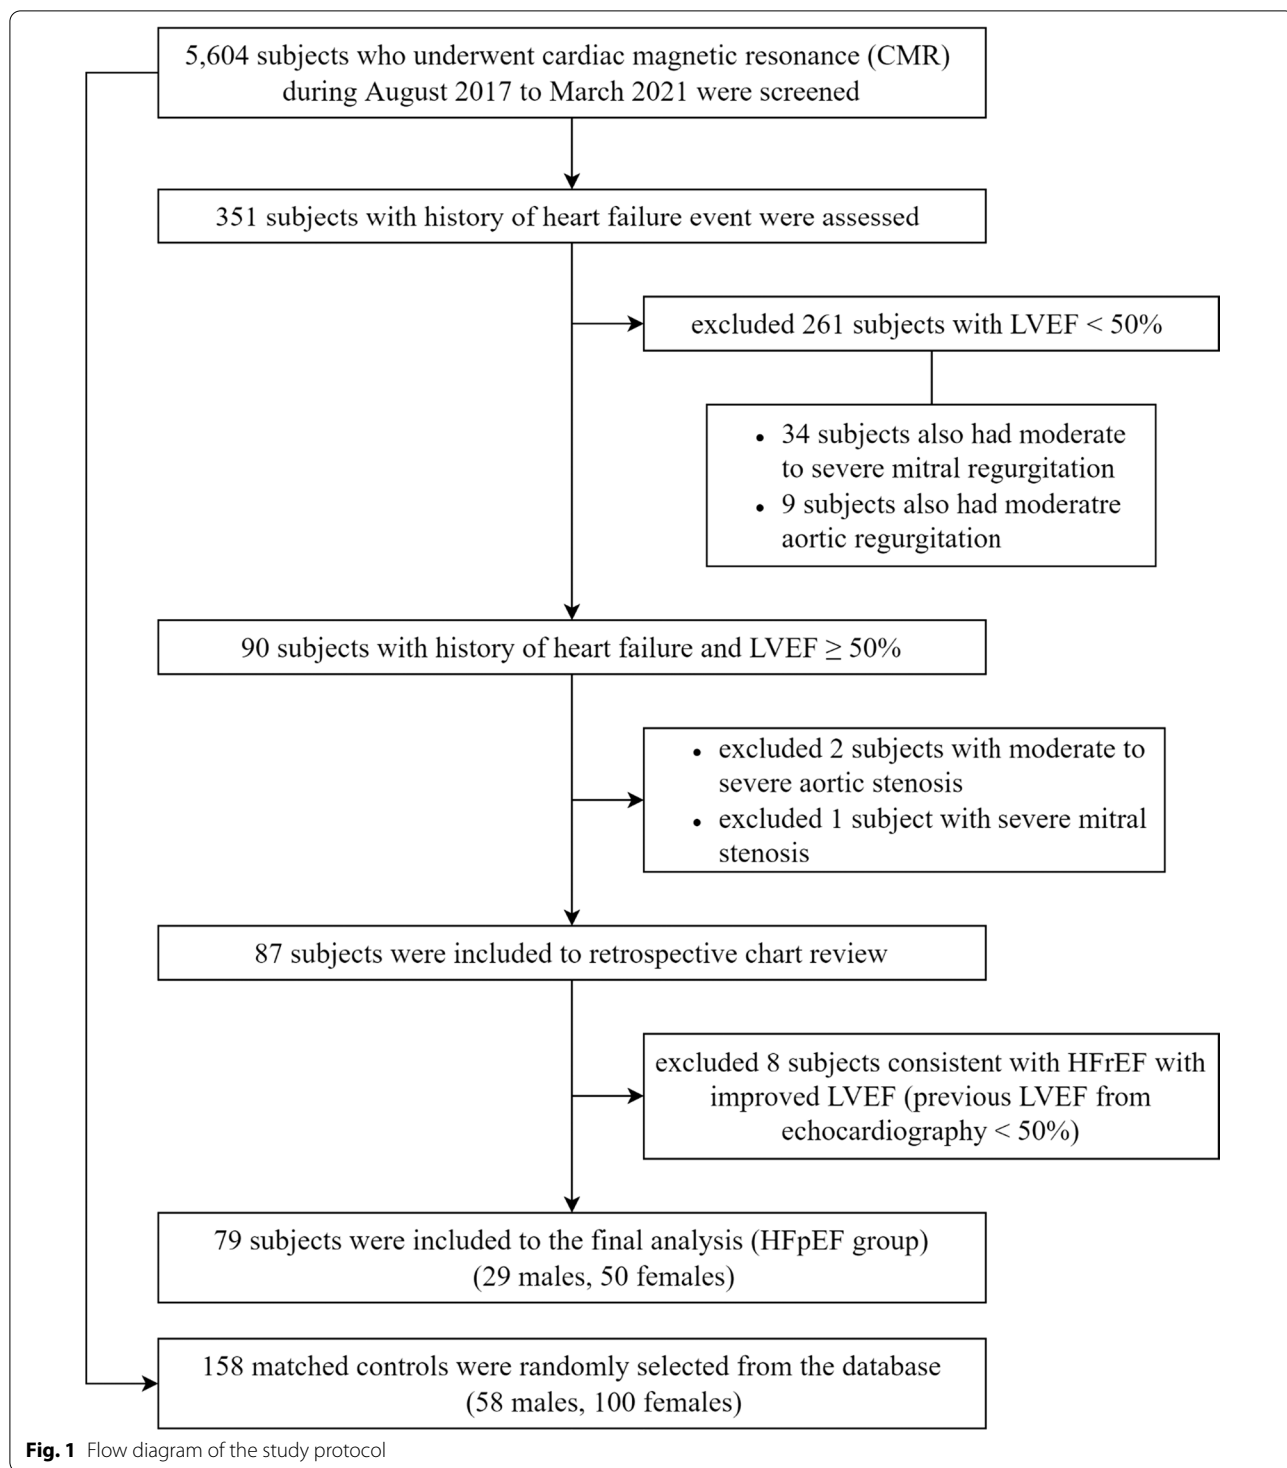 5,604 subjects who underwent cardiac magnetic resonance (CMR)
during August 2017 to March 2021 were screened
351 subjects with history of heart failure event were assessed
excluded 261 subjects with LVEF < 50%
• 34 subjects also had moderate
to severe mitral regurgitation
• 9 subjects also had moderatre
aortic regurgitation
90 subjects with history of heart failure and LVEF ≥ 50%
• excluded 2 subjects with moderate to
severe aortic stenosis
• excluded 1 subject with severe mitral
stenosis
87 subjects were included to retrospective chart review
excluded 8 subjects consistent with HFrEF with
improved LVEF (previous LVEF from
echocardiography < 50%)
79 subjects were included to the final analysis (HFpEF group)
(29 males, 50 females)
158 matched controls were randomly selected from the database
(58 males, 100 females)
Fig. 1 Flow diagram of the study protocol